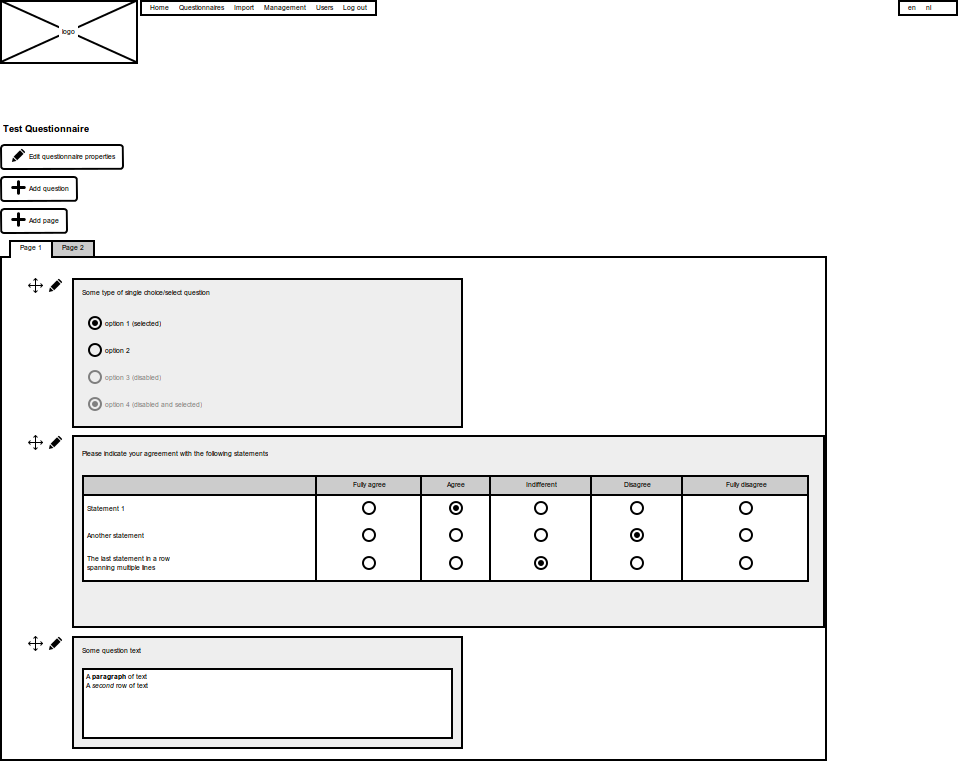 logo
Home Questionnaires Import Management Users Log out
en nl
Test Questionnaire
Edit questionnaire properties
Add question
Add page
Page 1 Page 2
Some type of single choice/select question
option 1 (selected)
option 2
option 3 (disabled)
option 4 (disabled and selected)
Please indicate your agreement with the following statements
Fully agree Agree Indifferent Disagree Fully disagree
Statement 1
Another statement
The last statement in a row
spanning multiple lines
Some question text
A paragraph of text
A second row of text